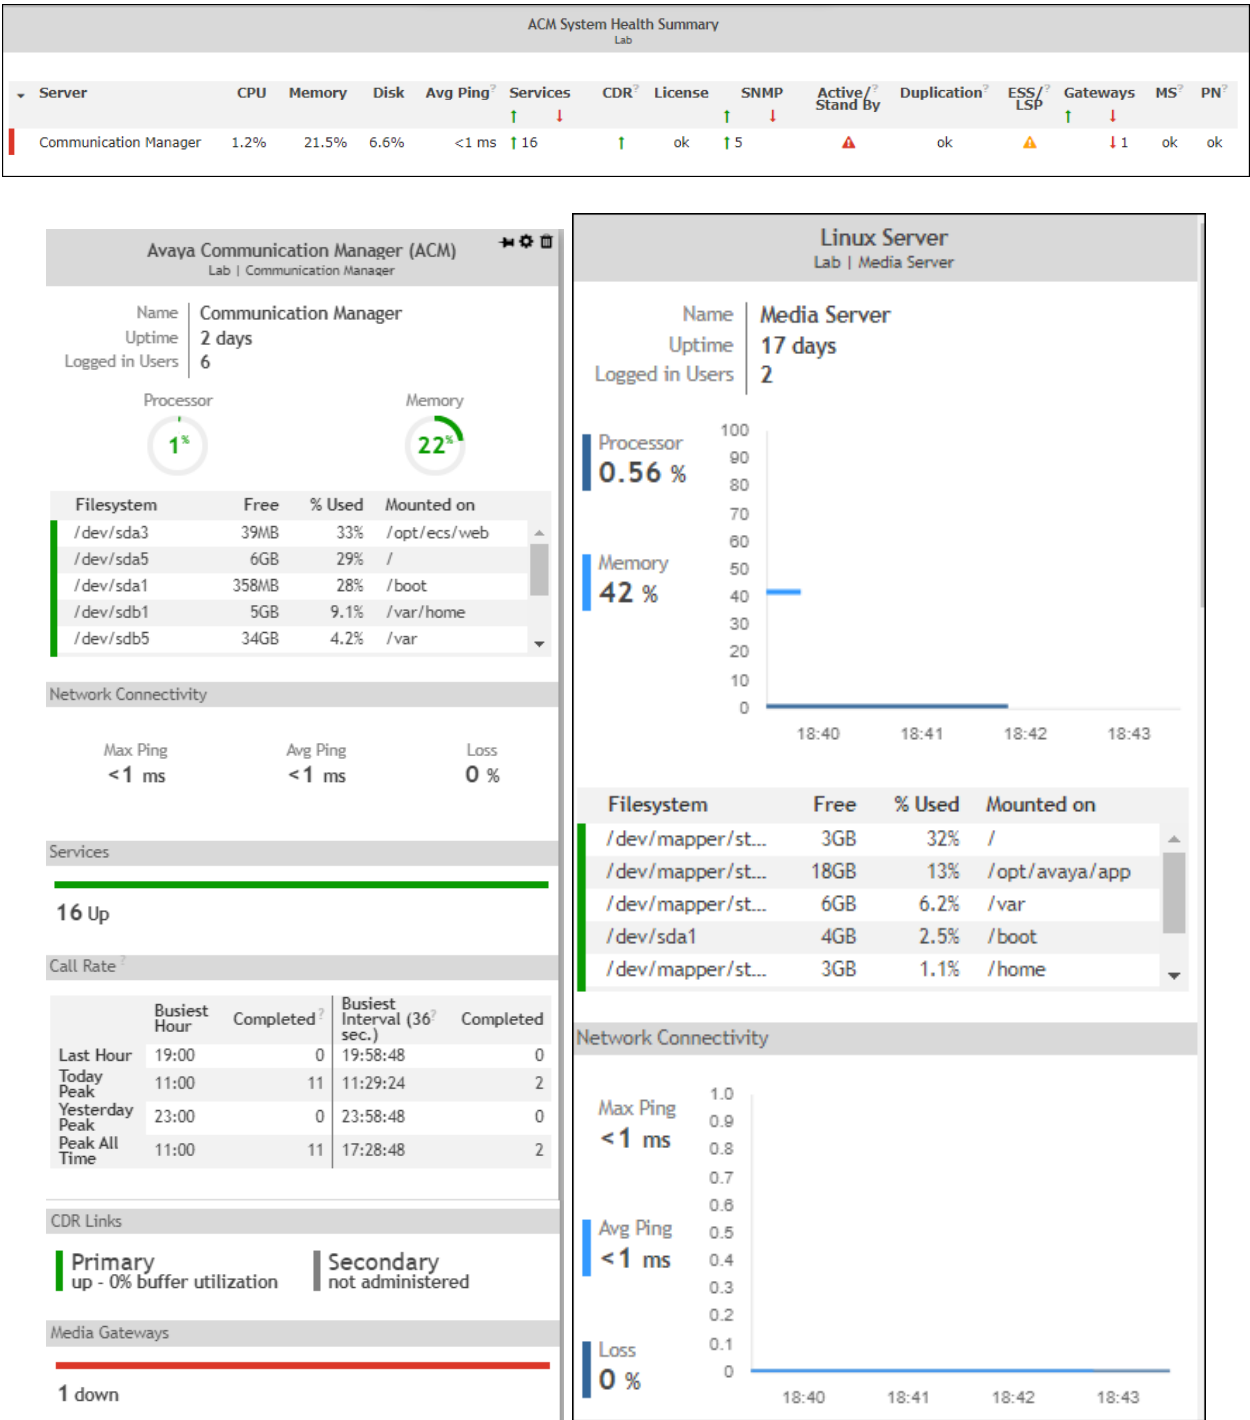 ACM System Health Summary
Lab
Server CPU Memory Disk Avg Ping? Services CDR? License SNMP Active/? Stand By Duplication? ESS/? LSP Gateways MS? PN?
↑ ↓ ↑ ↓ ↑ ↓
Communication Manager 1.2% 21.5% 6.6% <1 ms ↑ 16 ↑ ok ↑ 5 ok ↓ 1 ok ok
Avaya Communication Manager (ACM)
Lab | Communication Manager
Name Communication Manager
Uptime 2 days
Logged in Users 6
Processor Memory
1% 22%
Filesystem Free % Used Mounted on
/dev/sda3 39MB 33% /opt/ecs/web
/dev/sda5 6GB 29% /
/dev/sda1 358MB 28% /boot
/dev/sdb1 5GB 9.1% /var/home
/dev/sdb5 34GB 4.2% /var
Network Connectivity
Max Ping Avg Ping Loss
<1 ms <1 ms 0 %
Services
16 Up
Call Rate ?
Busiest Hour Completed? Busiest Interval (36? sec.) Completed
Last Hour 19:00 0 19:58:48 0
Today Peak 11:00 11 11:29:24 2
Yesterday Peak 23:00 0 23:58:48 0
Peak All Time 11:00 11 17:28:48 2
CDR Links
Primary Secondary
up - 0% buffer utilization not administered
Media Gateways
1 down
Linux Server
Lab | Media Server
Name Media Server
Uptime 17 days
Logged in Users 2
Processor
0.56 %
Memory
42 %
100
90
80
70
60
50
40
30
20
10
0
18:40 18:41 18:42 18:43
Filesystem Free % Used Mounted on
/dev/mapper/st... 3GB 32% /
/dev/mapper/st... 18GB 13% /opt/avaya/app
/dev/mapper/st... 6GB 6.2% /var
/dev/sda1 4GB 2.5% /boot
/dev/mapper/st... 3GB 1.1% /home
Network Connectivity
Max Ping
<1 ms
Avg Ping
<1 ms
Loss
0 %
1.0
0.9
0.8
0.7
0.6
0.5
0.4
0.3
0.2
0.1
0
18:40 18:41 18:42 18:43